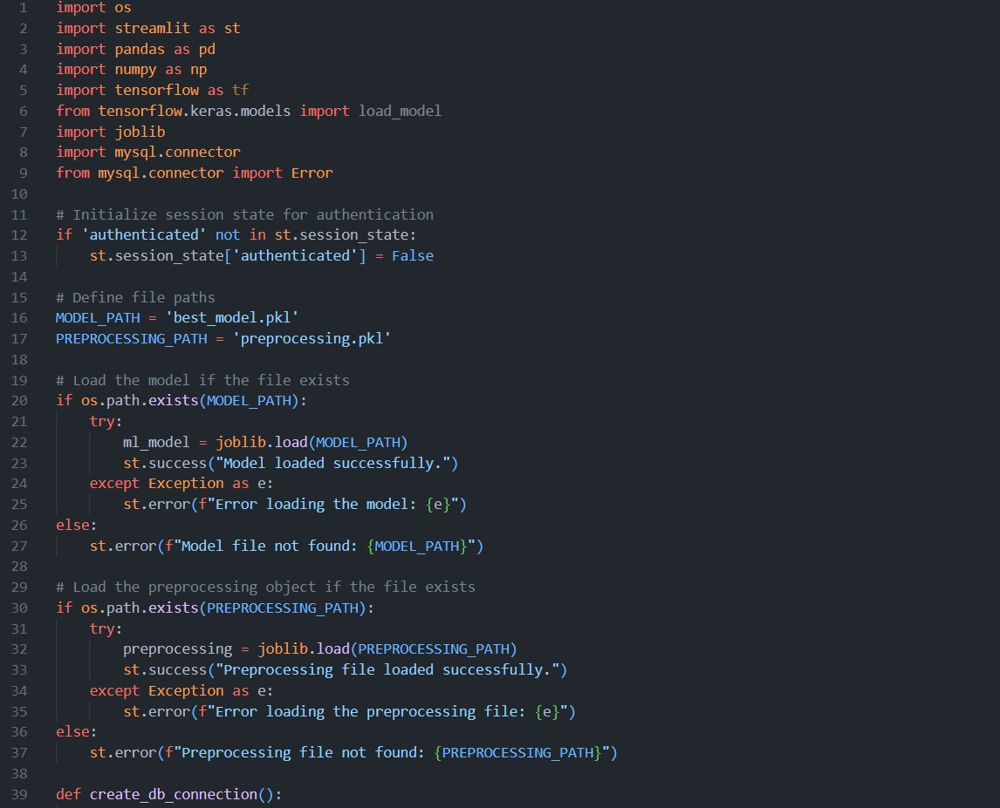 1 import os
2 import streamlit as st
3 import pandas as pd
4 import numpy as np
5 import tensorflow as tf
6 from tensorflow.keras.models import load_model
7 import joblib
8 import mysql.connector
9 from mysql.connector import Error
10
11 # Initialize session state for authentication
12 if 'authenticated' not in st.session_state:
13     st.session_state['authenticated'] = False
14
15 # Define file paths
16 MODEL_PATH = 'best_model.pkl'
17 PREPROCESSING_PATH = 'preprocessing.pkl'
18
19 # Load the model if the file exists
20 if os.path.exists(MODEL_PATH):
21     try:
22         ml_model = joblib.load(MODEL_PATH)
23         st.success("Model loaded successfully.")
24     except Exception as e:
25         st.error(f"Error loading the model: {e}")
26 else:
27     st.error(f"Model file not found: {MODEL_PATH}")
28
29 # Load the preprocessing object if the file exists
30 if os.path.exists(PREPROCESSING_PATH):
31     try:
32         preprocessing = joblib.load(PREPROCESSING_PATH)
33         st.success("Preprocessing file loaded successfully.")
34     except Exception as e:
35         st.error(f"Error loading the preprocessing file: {e}")
36 else:
37     st.error(f"Preprocessing file not found: {PREPROCESSING_PATH}")
38
39 def create_db_connection():